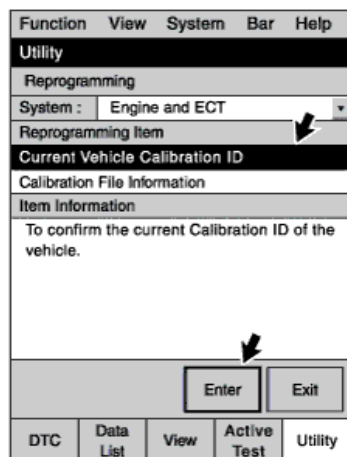 Function View System Bar Help
Utility
Reprogramming
System : Engine and ECT
Reprogramming Item
Current Vehicle Calibration ID
Calibration File Information
Item Information
To confirm the current Calibration ID of the
vehicle.
Enter Exit
DTC Data List View Active Test Utility